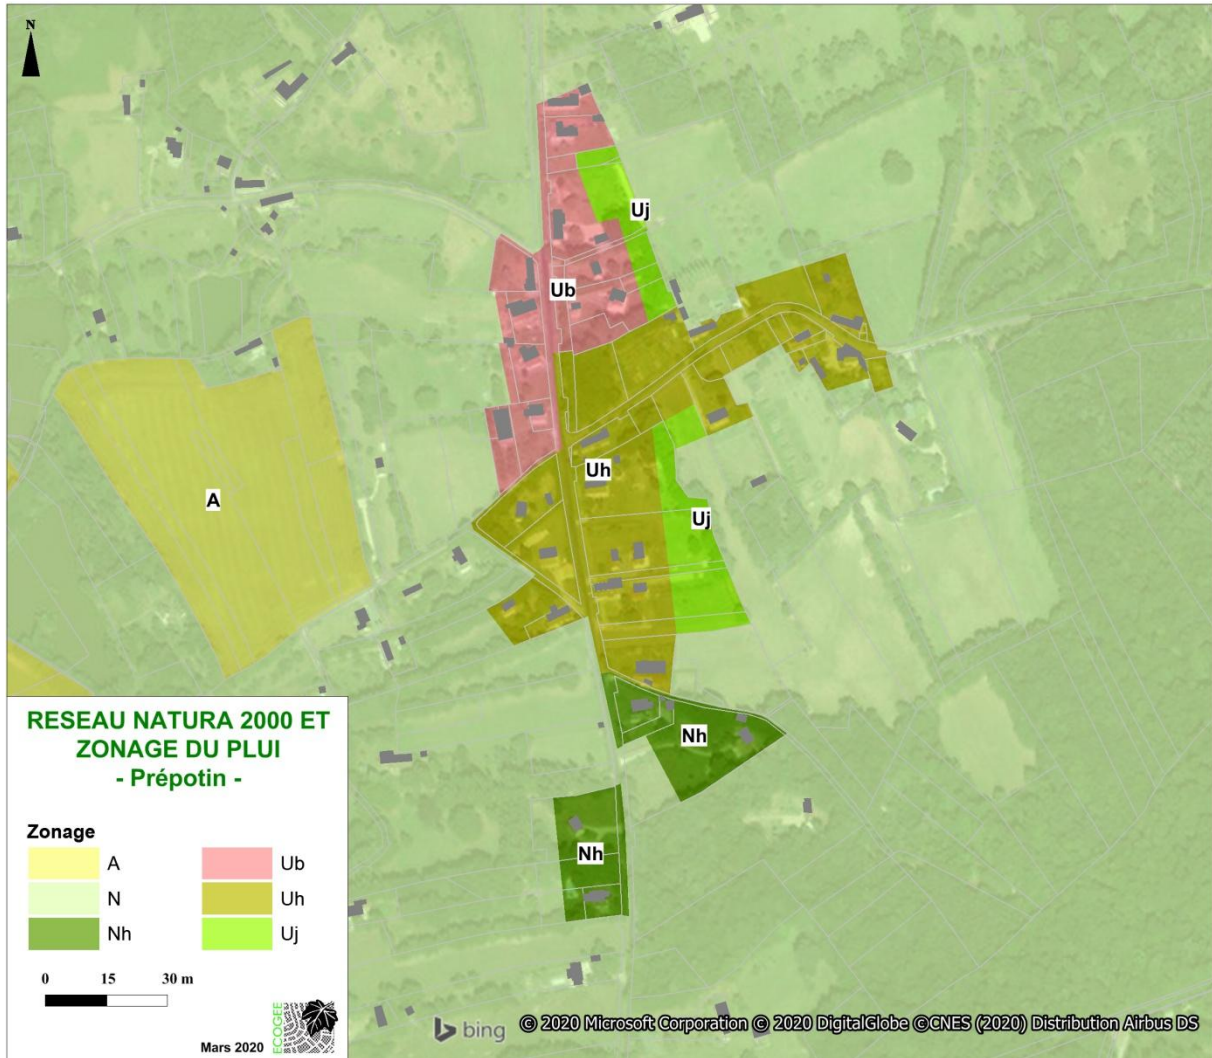 N
Uj
Ub
Uh
A
Uj
Nh
Nh
RESEAU NATURA 2000 ET
ZONAGE DU PLUI
- Prépotin -
Zonage
A
N
Nh
Ub
Uh
Uj
0 15 30 m
Mars 2020
ECOGEE
bing
© 2020 Microsoft Corporation © 2020 DigitalGlobe ©CNES (2020) Distribution Airbus DS